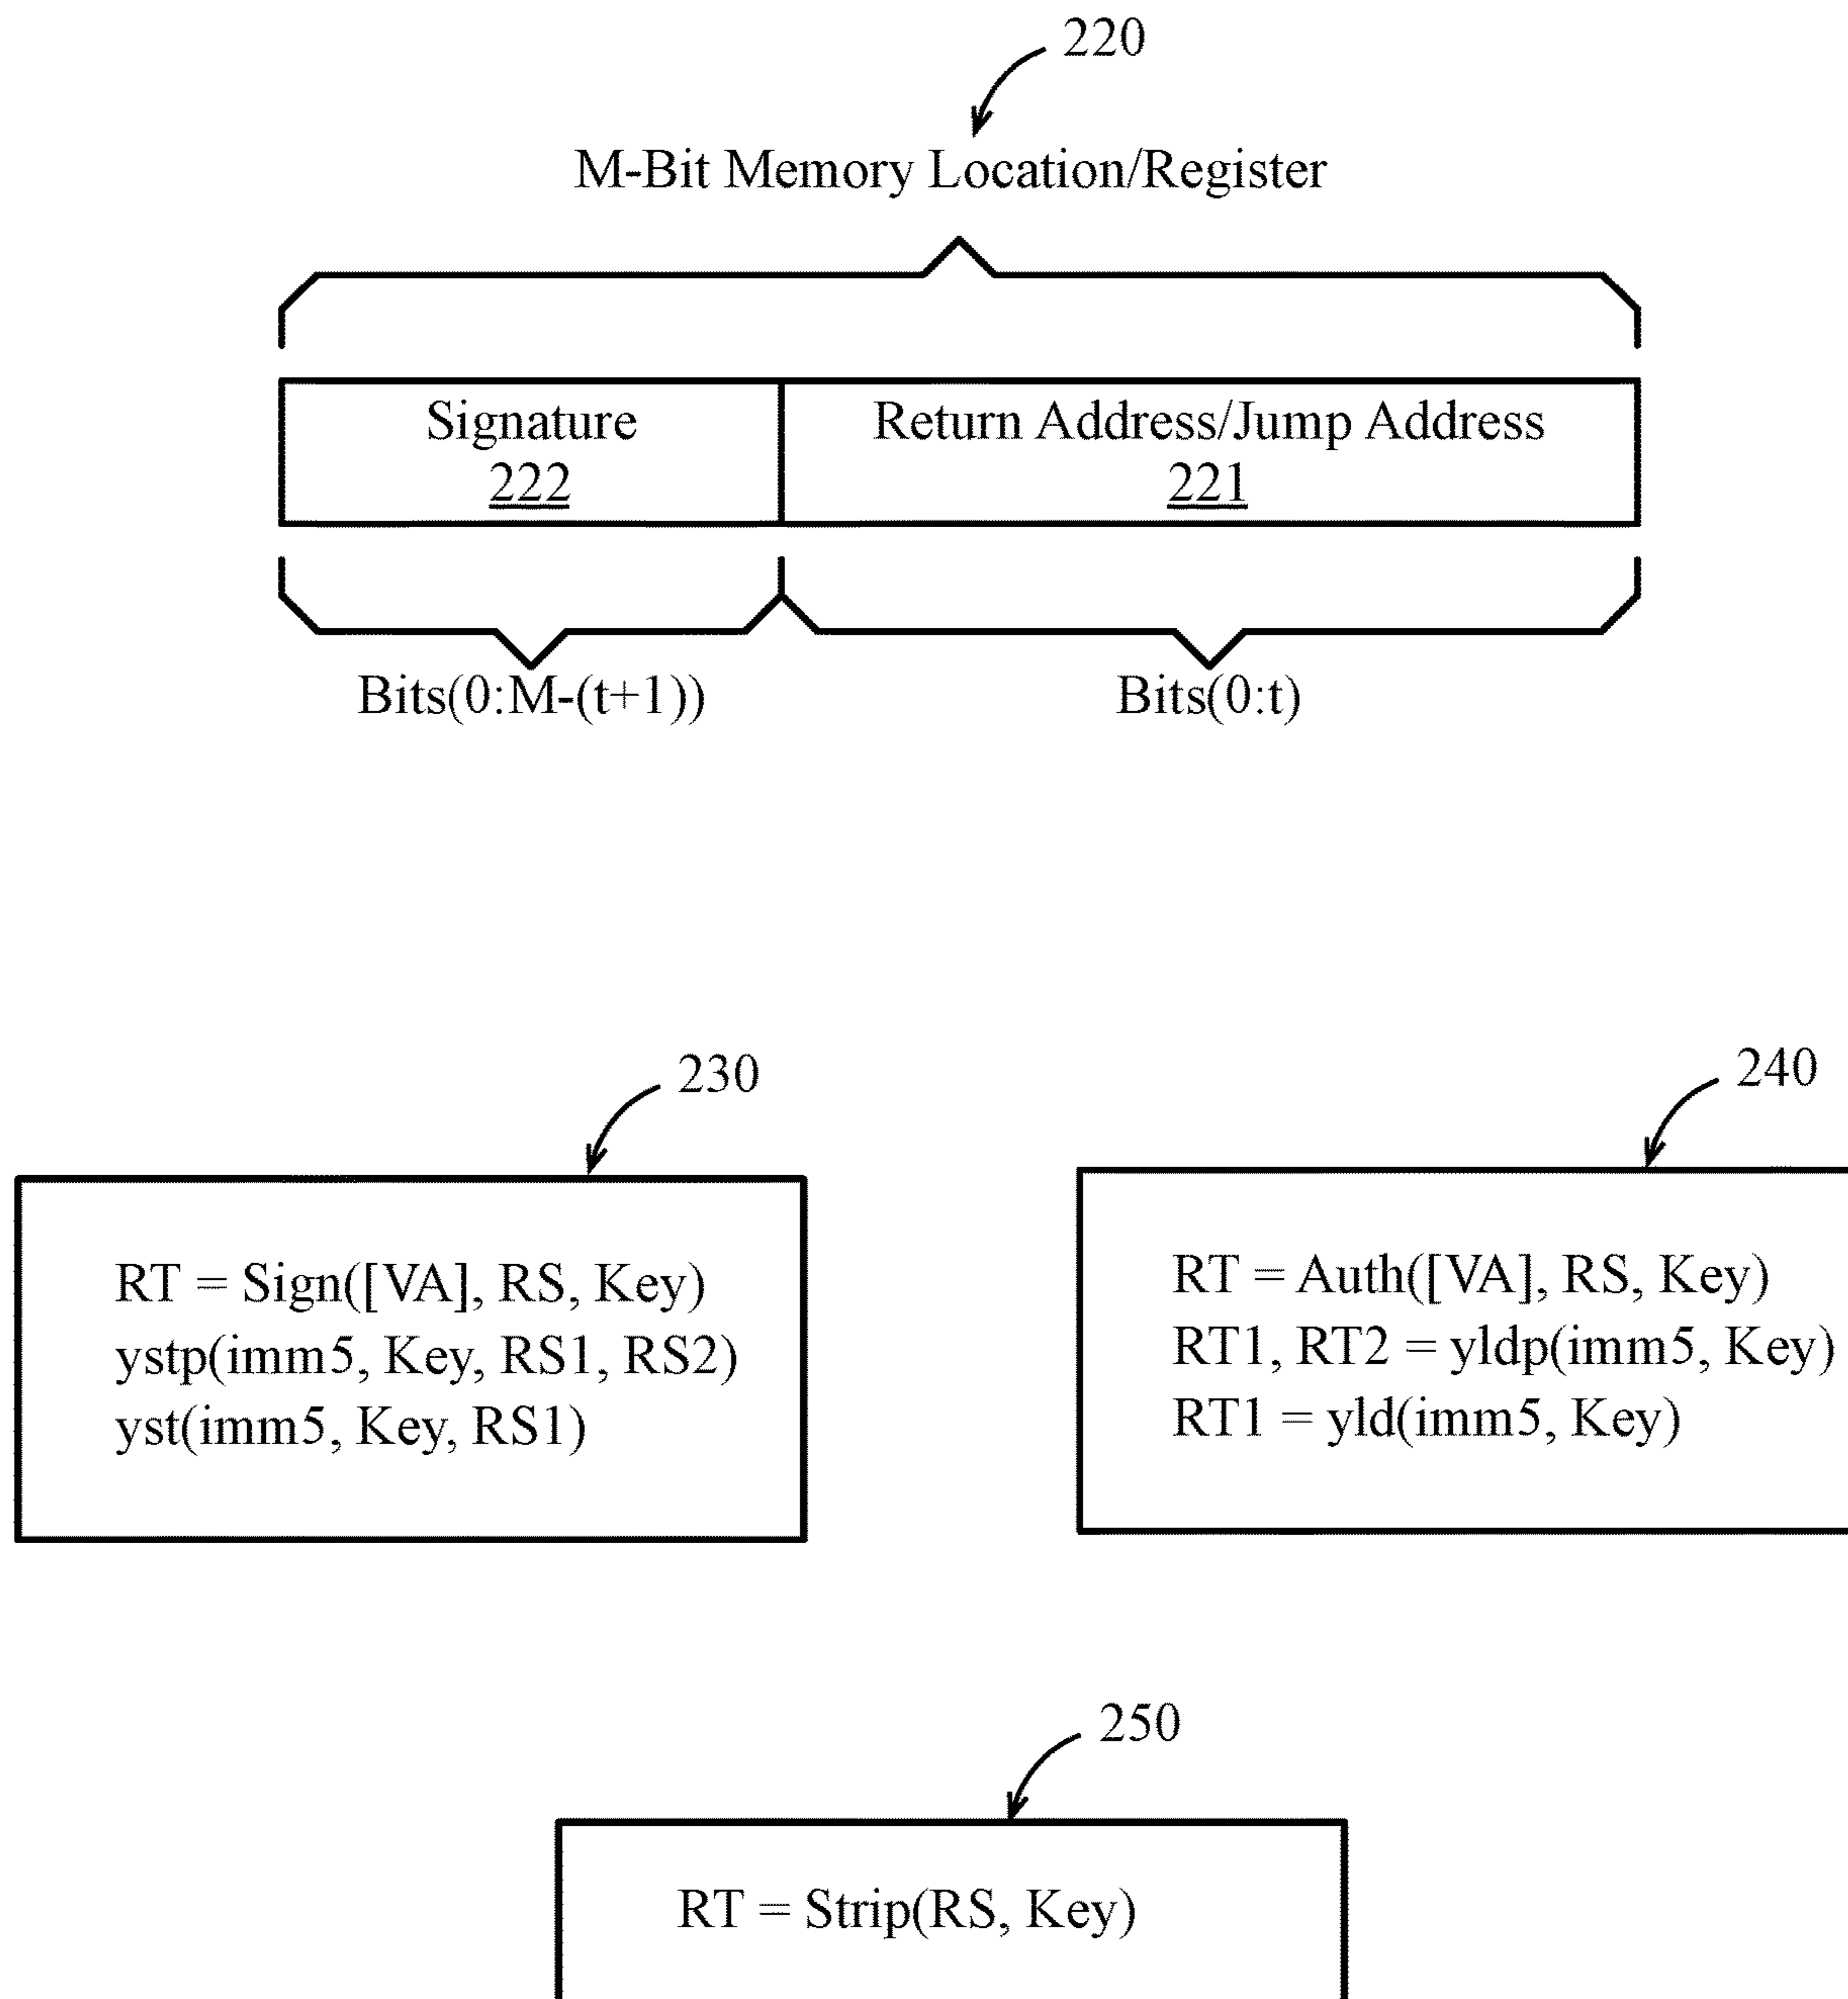 220
M-Bit Memory Location/Register
Signature
222
Return Address/Jump Address
221
Bits(0:M-(t+1))
Bits(0:t)
230
RT = Sign([VA], RS, Key)
ystp(imm5, Key, RS1, RS2)
yst(imm5, Key, RS1)
240
RT = Auth([VA], RS, Key)
RT1, RT2 = yldp(imm5, Key)
RT1 = yld(imm5, Key)
250
RT = Strip(RS, Key)